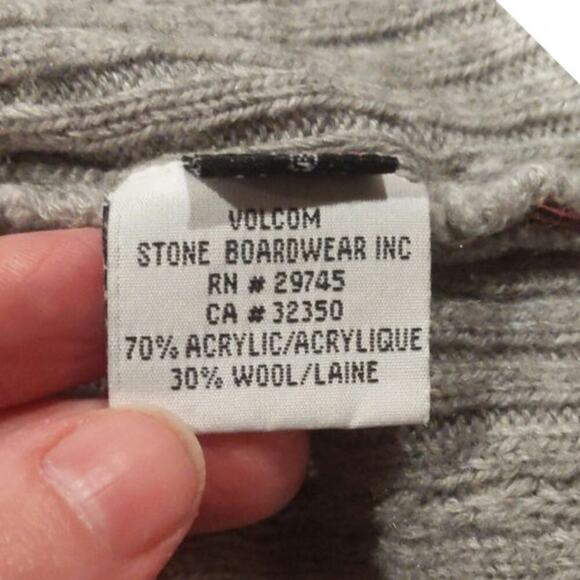 VOLCOM
STONE BOARDWEAR INC
RN # 29745
CA # 32350
70% ACRYLIC/ACRYLIQUE
30% WOOL/LAINE